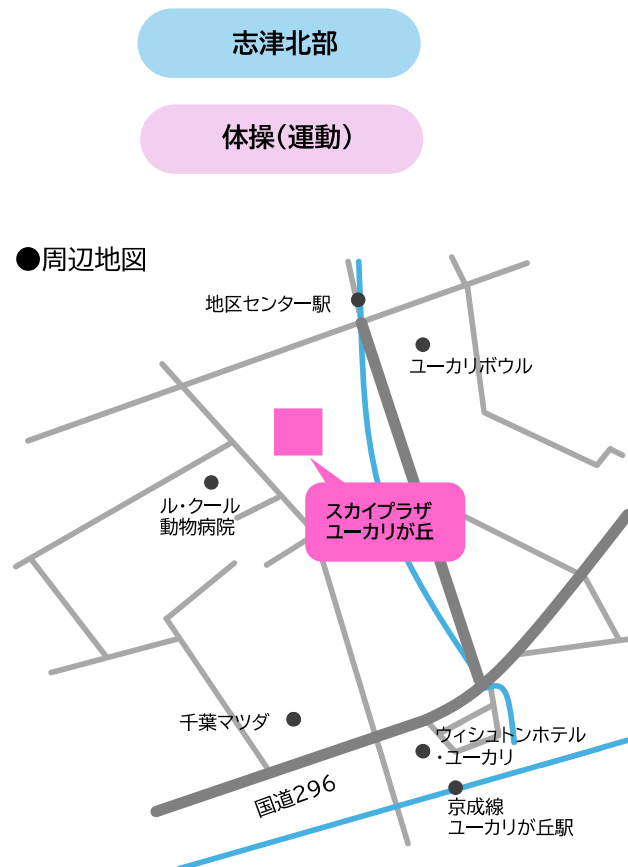 志津北部
体操(運動)
●周辺地図
地区センター駅
ユーカリボウル
ル・クール
動物病院
スカイプラザ
ユーカリが丘
千葉マツダ
ウィシュトンホテル
・ユーカリ
国道296
京成線
ユーカリが丘駅